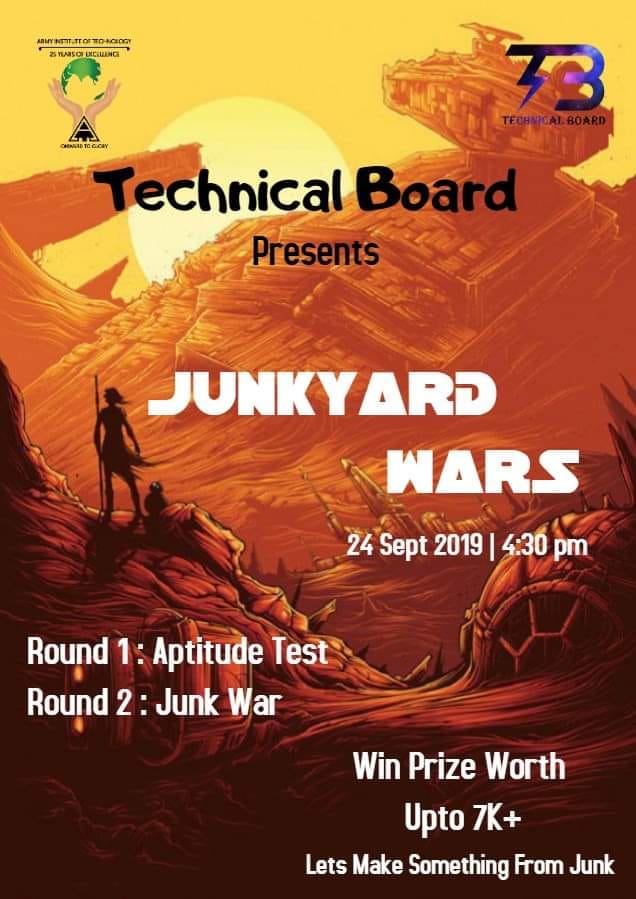 ARMY INSTITUTE OF TECHNOLOGY
25 YEARS OF EXCELLENCE
ONWARD TO GLORY
TB
TECHNICAL BOARD
Technical Board
Presents
JUNKYARD
WARS
24 Sept 2019 | 4:30 pm
Round 1 : Aptitude Test
Round 2 : Junk War
Win Prize Worth
Upto 7K+
Lets Make Something From Junk